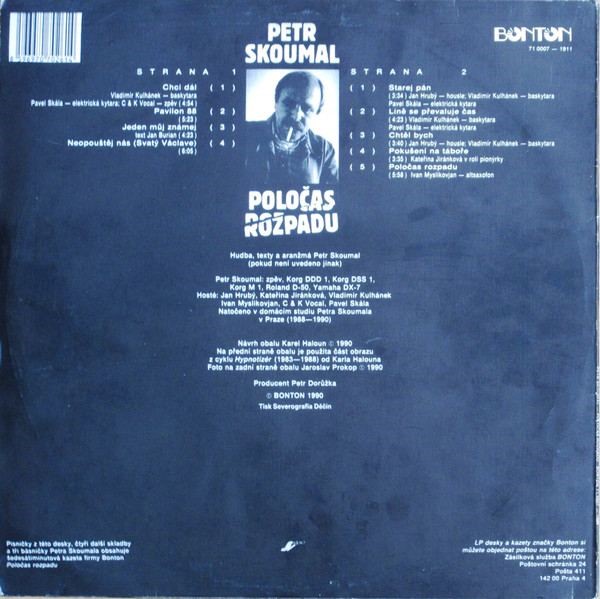 PETR
SKOUMAL
BONTON
71 0007 – 1911
STRANA 1
Chci dál (1)
Vladimír Kulhánek – baskytara
Pavel Skála – elektrická kytara; C & K Vocal – zpěv (4:54)
Pavilon 88 (2)
(5:23)
Jeden můj známej (3)
text Jan Burian (4:23)
Neopouštěj nás (Svatý Václave) (4)
(6:05)
STRANA 2
(1) Starej pán
(3:34) Jan Hrubý – housle; Vladimír Kulhánek – baskytara
Pavel Skála – elektrická kytara
(2) Líně se převaluje čas
(4:23) Vladimír Kulhánek – baskytara
Pavel Skála – elektrická kytara
(3) Chtěl bych
(3:40) Jan Hrubý – housle; Vladimír Kulhánek – baskytara
(4) Pokušení na táboře
(3:35) Kateřina Jiránková v roli pionýrky
(5) Poločas rozpadu
(5:58) Ivan Myslikovjan – altsaxofon
POLOČAS
ROZPADU
Hudba, texty a aranžmá Petr Skoumal
(pokud není uvedeno jinak)
Petr Skoumal: zpěv, Korg DDD 1, Korg DSS 1,
Korg M 1, Roland D-50, Yamaha DX-7
Hosté: Jan Hrubý, Kateřina Jiránková, Vladimír Kulhánek
Ivan Myslikovjan, C & K Vocal, Pavel Skála
Natočeno v domácím studiu Petra Skoumala
v Praze (1988–1990)
Návrh obalu Karel Haloun © 1990
Na přední straně obalu je použita část obrazu
z cyklu Hypnotizér (1983–1988) od Karla Halouna
Foto na zadní straně obalu Jaroslav Prokop © 1990
Producent Petr Dorůžka
℗ BONTON 1990
Tisk Severografia Děčín
Písničky z této desky, čtyři další skladby
a tři básničky Petra Skoumala obsahuje
šedesátiminutová kazeta firmy Bonton
Poločas rozpadu
LP desky a kazety značky Bonton si
můžete objednat poštou na této adrese:
Zásilková služba BONTON
Poštovní schránka 24
Pošta 411
142 00 Praha 4